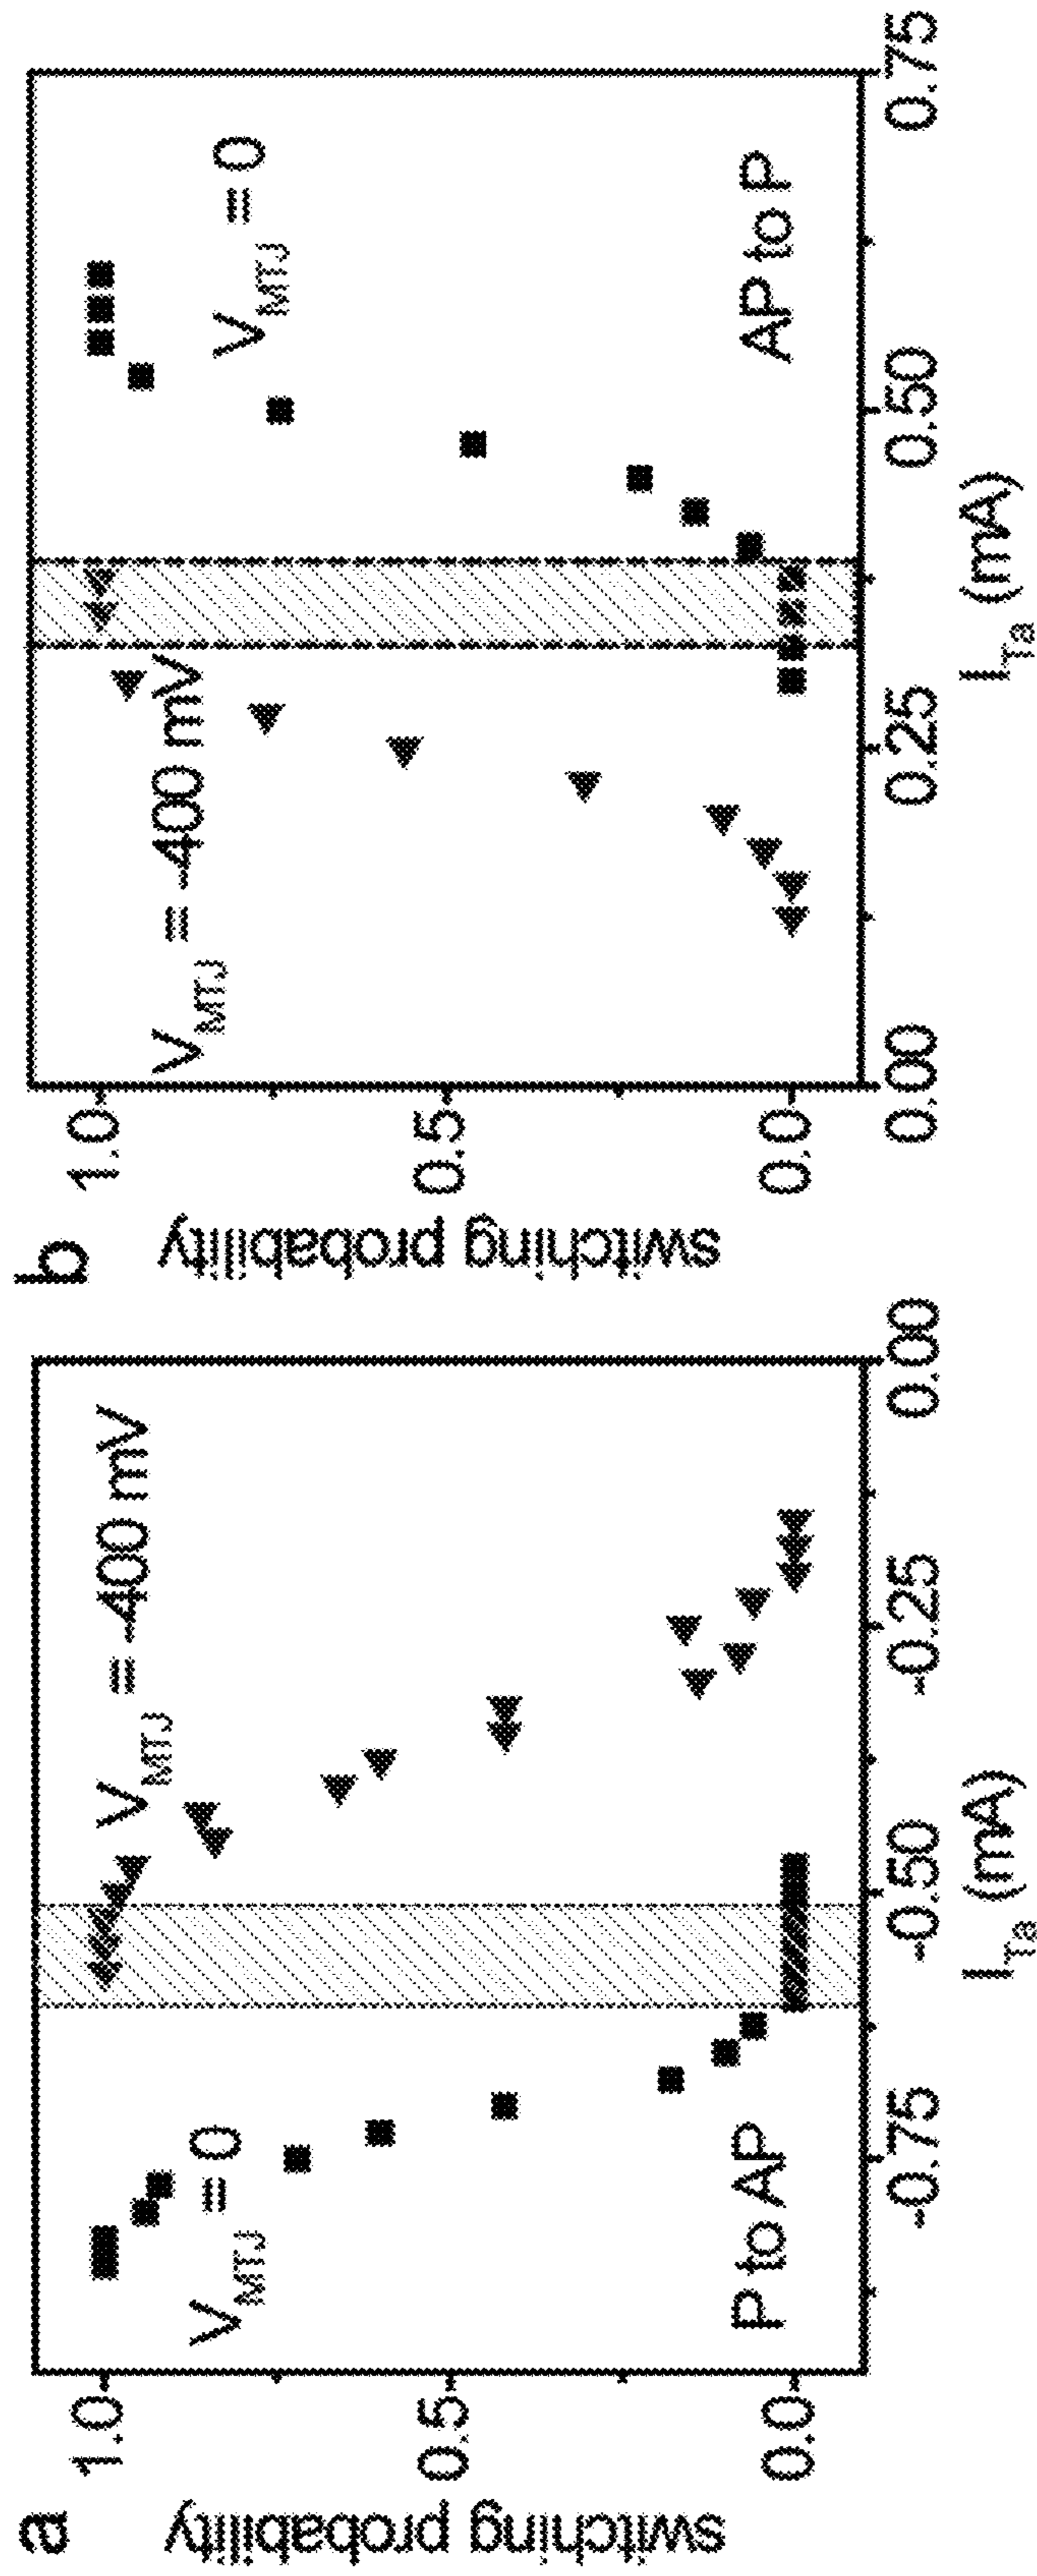 a
switching probability
1.0
0.5
0.0
V_MTJ = 0
V_MTJ = -400 mV
P to AP
-0.75
-0.50
-0.25
0.00
I_Ta (mA)
b
switching probability
1.0
0.5
0.0
V_MTJ = -400 mV
V_MTJ = 0
AP to P
0.00
0.25
0.50
0.75
I_Ta (mA)